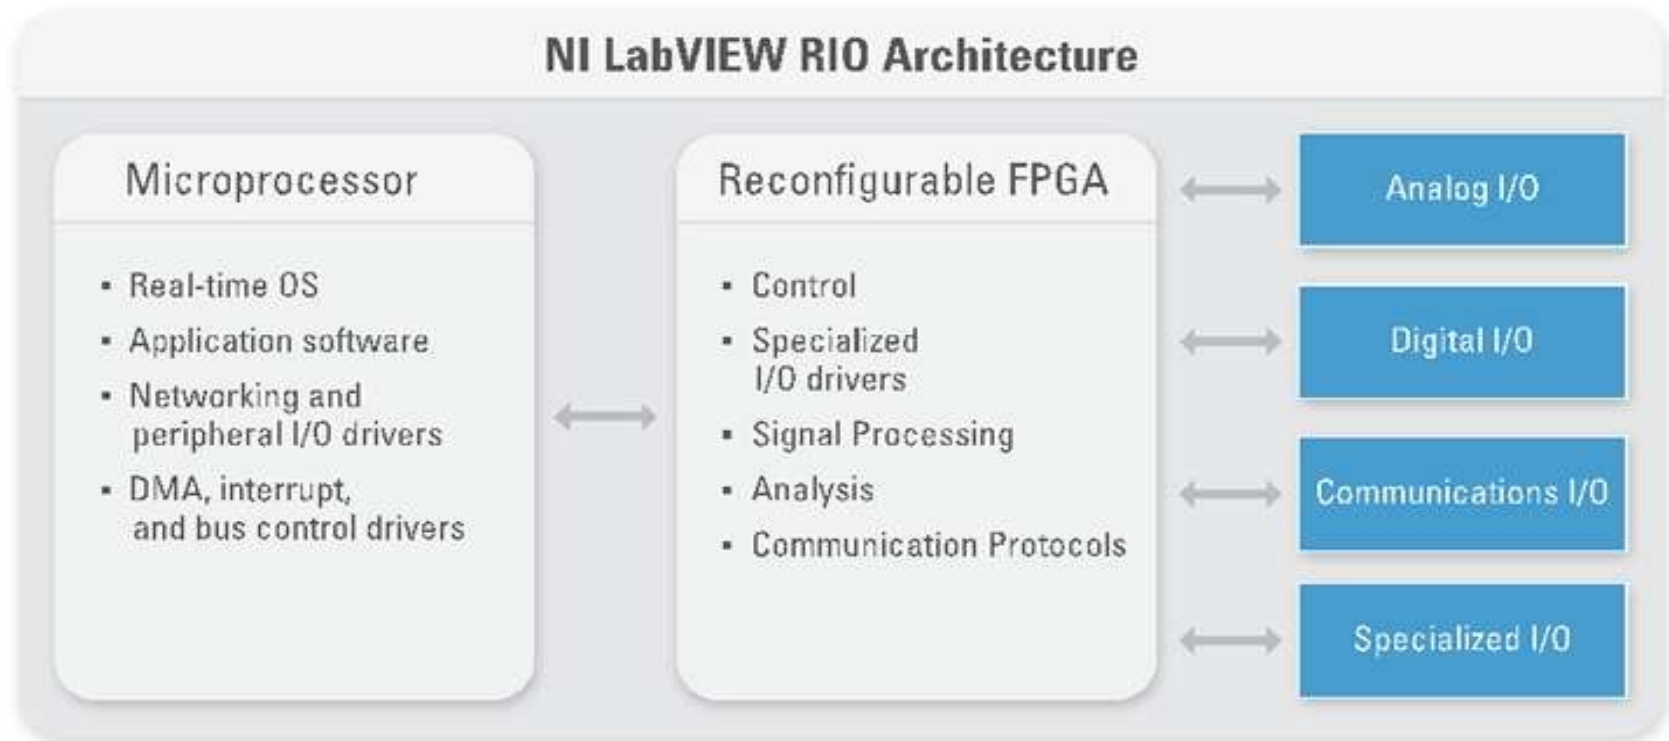 NI LabVIEW RIO Architecture
Microprocessor
▪ Real-time OS
▪ Application software
▪ Networking and
peripheral I/O drivers
▪ DMA, interrupt,
and bus control drivers
Reconfigurable FPGA
▪ Control
▪ Specialized
I/O drivers
▪ Signal Processing
▪ Analysis
▪ Communication Protocols
Analog I/O
Digital I/O
Communications I/O
Specialized I/O